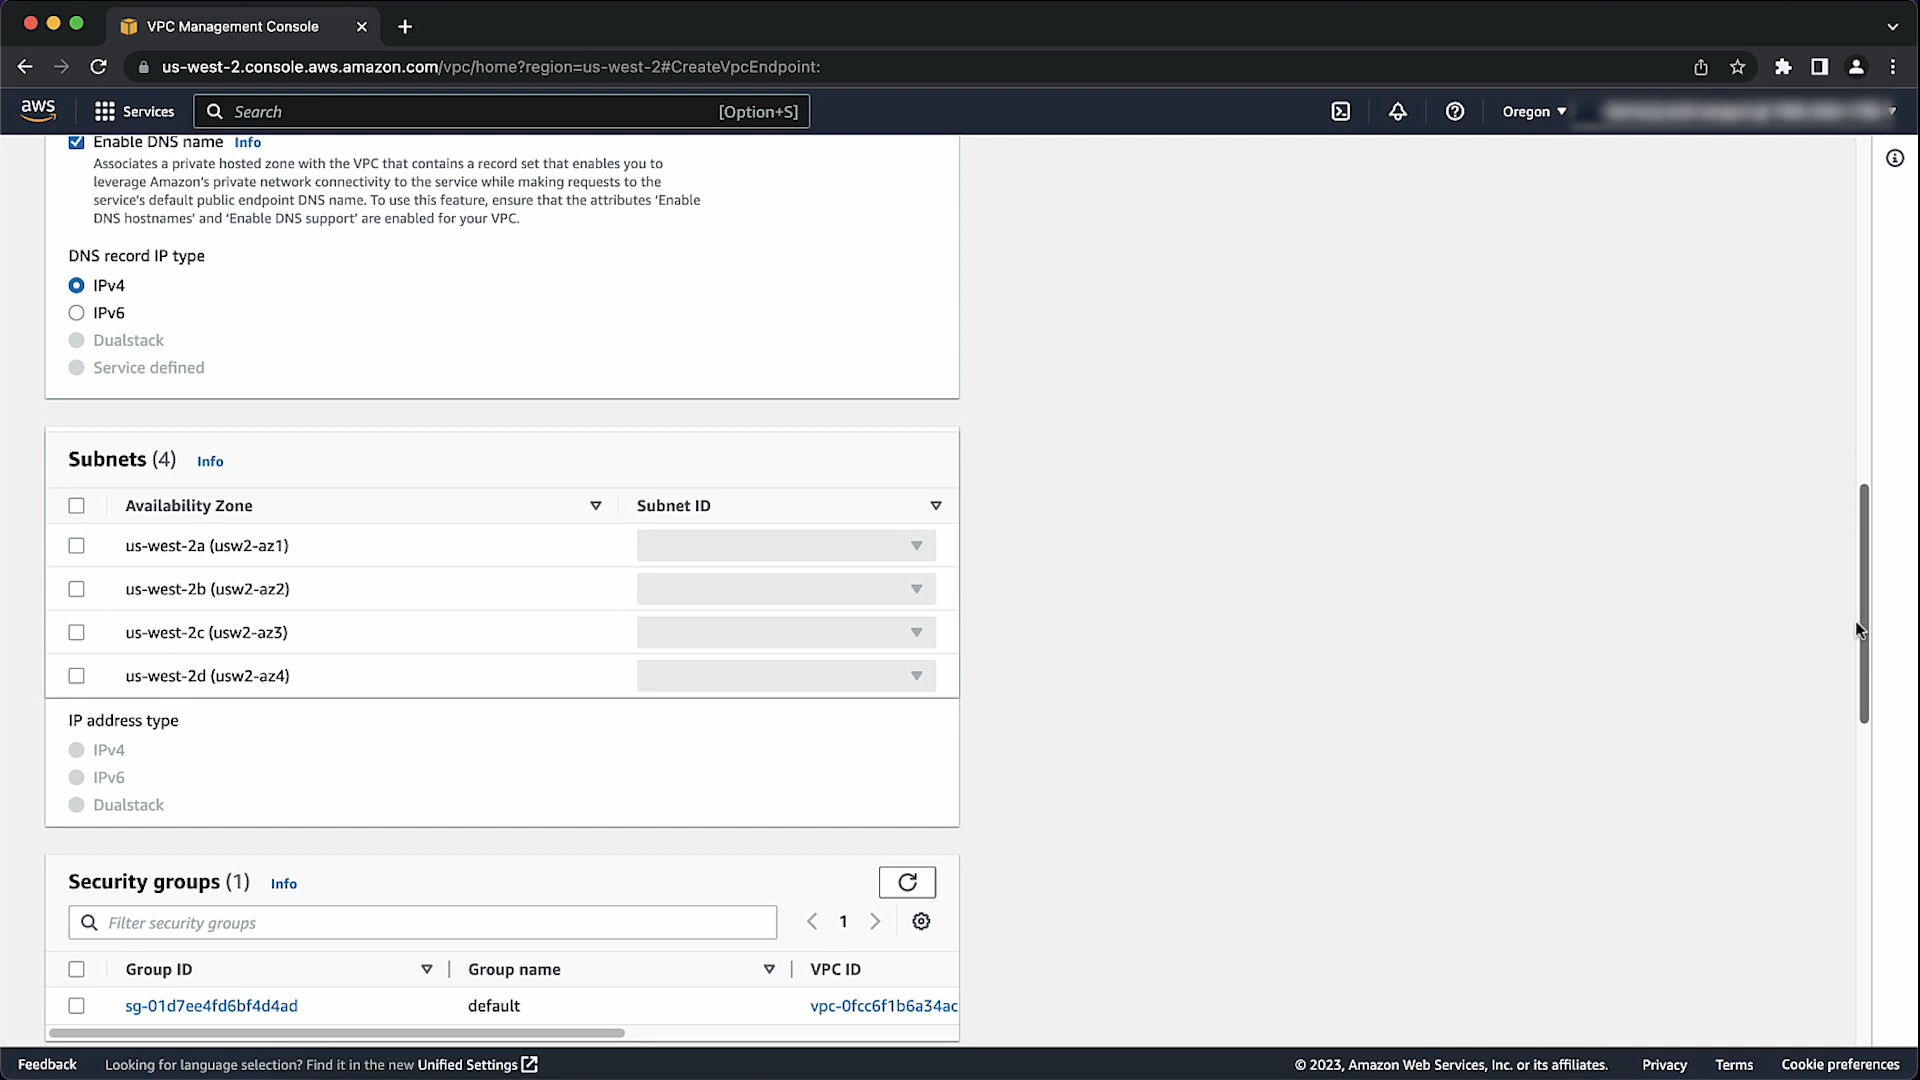 VPC Management Console
us-west-2.console.aws.amazon.com/vpc/home?region=us-west-2#CreateVpcEndpoint:
aws Services Search [Option+S] Oregon
Enable DNS name Info
Associates a private hosted zone with the VPC that contains a record set that enables you to
leverage Amazon's private network connectivity to the service while making requests to the
service's default public endpoint DNS name. To use this feature, ensure that the attributes 'Enable
DNS hostnames' and 'Enable DNS support' are enabled for your VPC.
DNS record IP type
IPv4
IPv6
Dualstack
Service defined
Subnets (4) Info
Availability Zone Subnet ID
us-west-2a (usw2-az1)
us-west-2b (usw2-az2)
us-west-2c (usw2-az3)
us-west-2d (usw2-az4)
IP address type
IPv4
IPv6
Dualstack
Security groups (1) Info
Filter security groups 1
Group ID Group name VPC ID
sg-01d7ee4fd6bf4d4ad default vpc-0fcc6f1b6a34ac
Feedback Looking for language selection? Find it in the new Unified Settings © 2023, Amazon Web Services, Inc. or its affiliates. Privacy Terms Cookie preferences